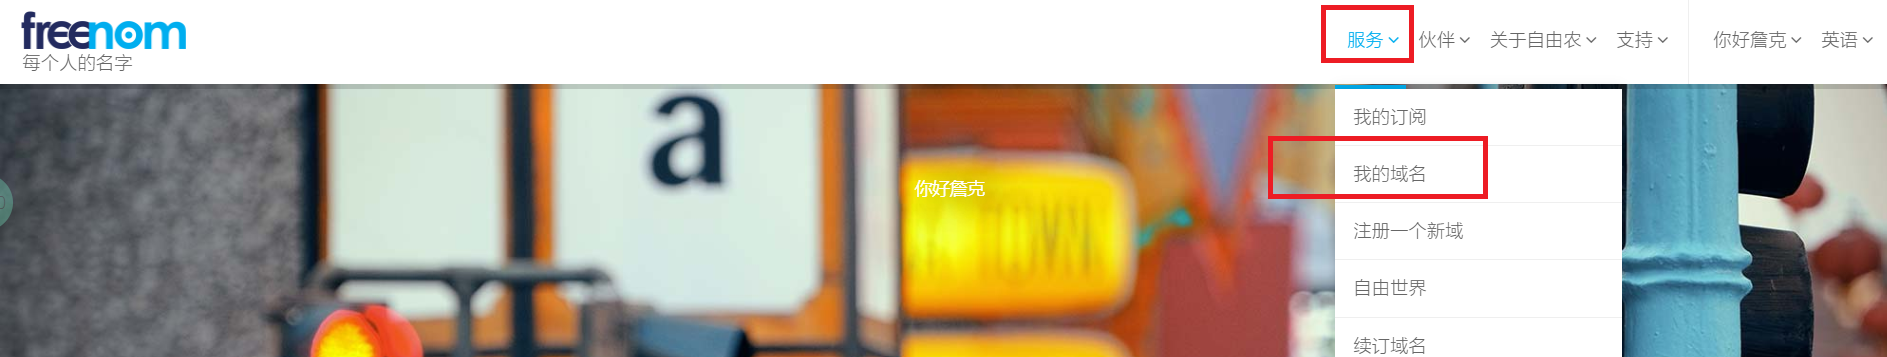 freenom
每个人的名字
服务 伙伴 关于自由农 支持 你好詹克 英语
a
我的订阅
我的域名
你好詹克
TOWN
注册一个新域
自由世界
续订域名